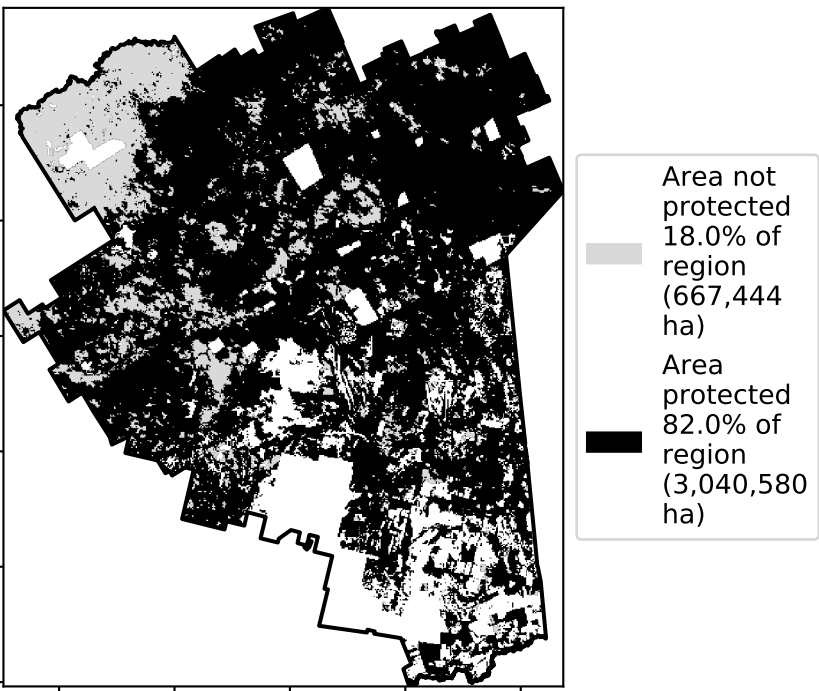 Area not
protected
18.0% of
region
(667,444
ha)
Area
protected
82.0% of
region
(3,040,580
ha)